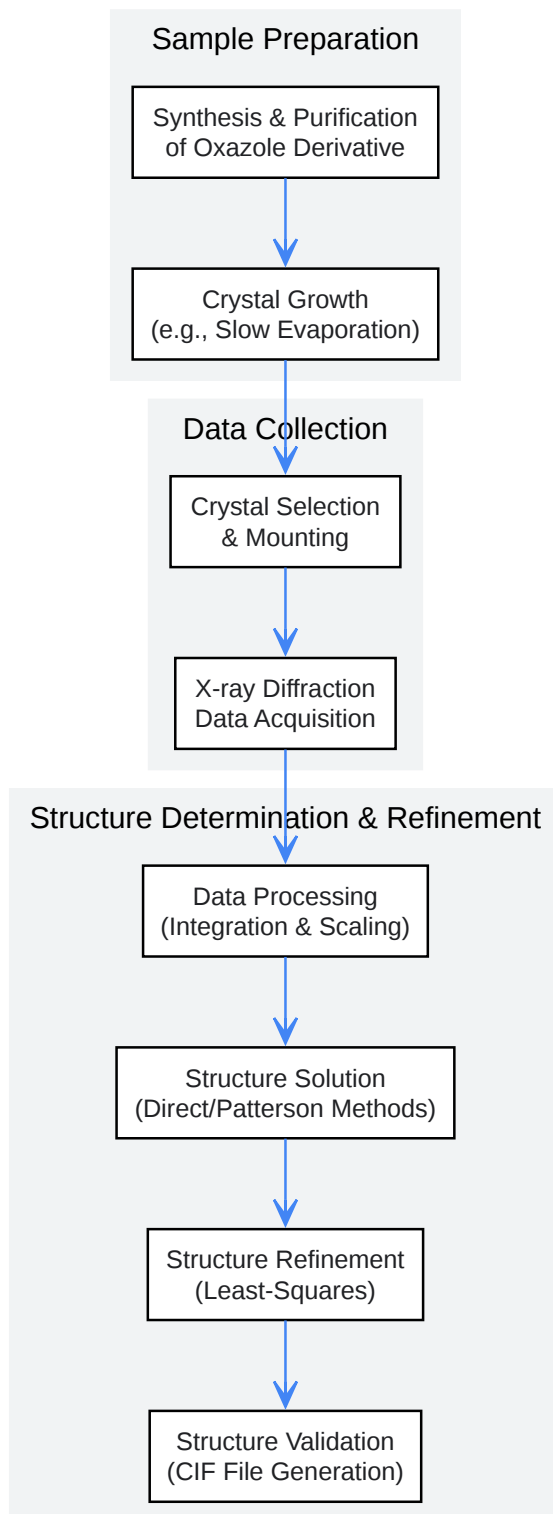 Sample Preparation
Synthesis & Purification
of Oxazole Derivative
Crystal Growth
(e.g., Slow Evaporation)
Data Collection
Crystal Selection
& Mounting
X-ray Diffraction
Data Acquisition
Structure Determination & Refinement
Data Processing
(Integration & Scaling)
Structure Solution
(Direct/Patterson Methods)
Structure Refinement
(Least-Squares)
Structure Validation
(CIF File Generation)